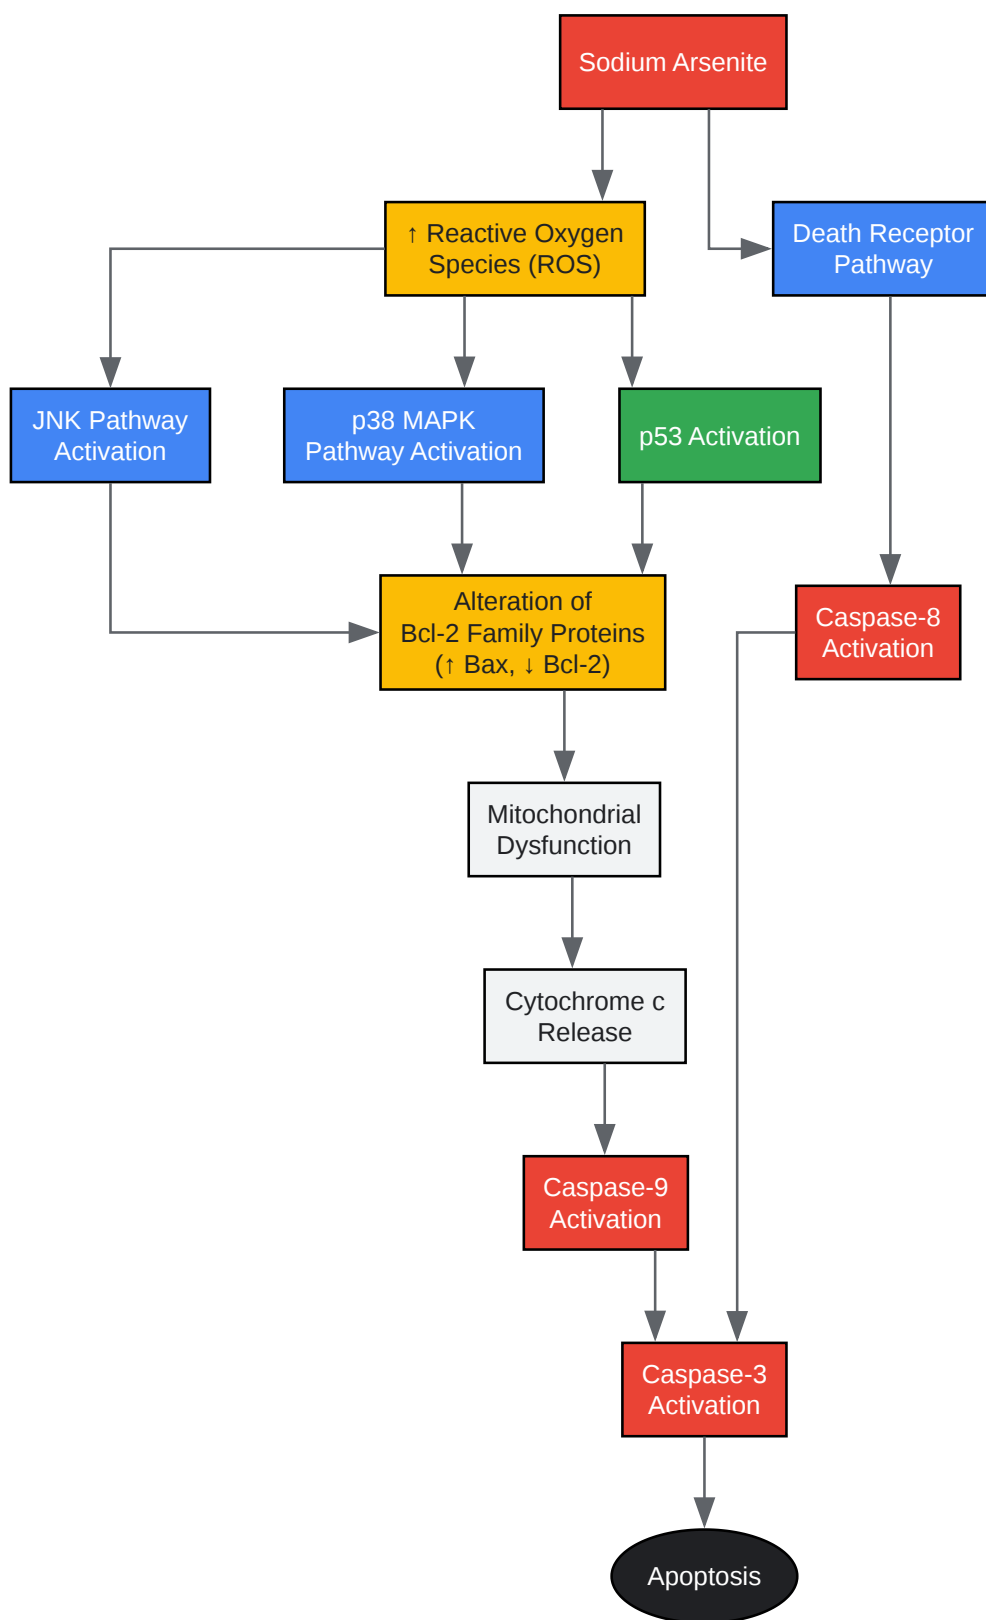 Sodium Arsenite
↑ Reactive Oxygen
Species (ROS)
Death Receptor
Pathway
JNK Pathway
Activation
p38 MAPK
Pathway Activation
p53 Activation
Alteration of
Bcl-2 Family Proteins
(↑ Bax, ↓ Bcl-2)
Caspase-8
Activation
Mitochondrial
Dysfunction
Cytochrome c
Release
Caspase-9
Activation
Caspase-3
Activation
Apoptosis